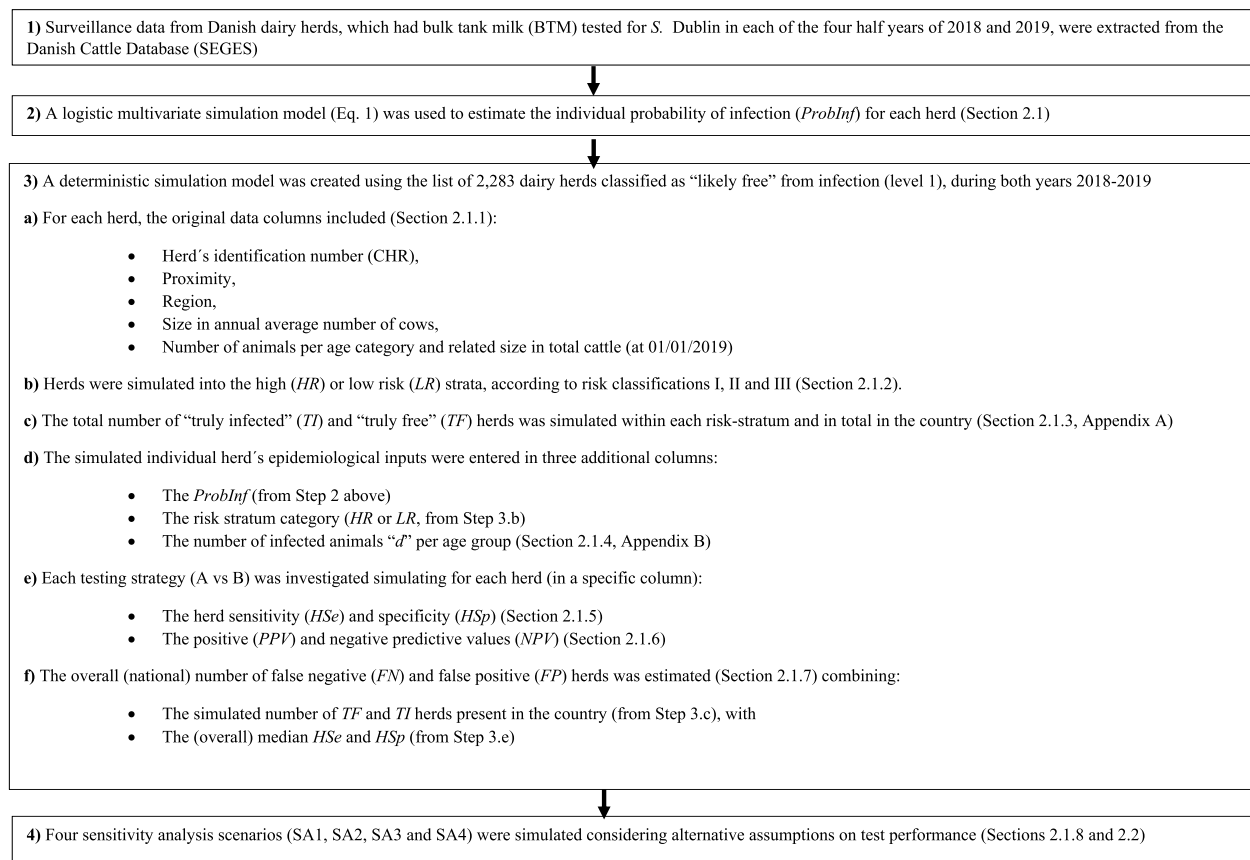 1) Surveillance data from Danish dairy herds, which had bulk tank milk (BTM) tested for S. Dublin in each of the four half years of 2018 and 2019, were extracted from the
Danish Cattle Database (SEGES)
2) A logistic multivariate simulation model (Eq. 1) was used to estimate the individual probability of infection (ProbInf) for each herd (Section 2.1)
3) A deterministic simulation model was created using the list of 2,283 dairy herds classified as “likely free” from infection (level 1), during both years 2018-2019
a) For each herd, the original data columns included (Section 2.1.1):
• Herd´s identification number (CHR),
• Proximity,
• Region,
• Size in annual average number of cows,
• Number of animals per age category and related size in total cattle (at 01/01/2019)
b) Herds were simulated into the high (HR) or low risk (LR) strata, according to risk classifications I, II and III (Section 2.1.2).
c) The total number of “truly infected” (TI) and “truly free” (TF) herds was simulated within each risk-stratum and in total in the country (Section 2.1.3, Appendix A)
d) The simulated individual herd´s epidemiological inputs were entered in three additional columns:
• The ProbInf (from Step 2 above)
• The risk stratum category (HR or LR, from Step 3.b)
• The number of infected animals “d” per age group (Section 2.1.4, Appendix B)
e) Each testing strategy (A vs B) was investigated simulating for each herd (in a specific column):
• The herd sensitivity (HSe) and specificity (HSp) (Section 2.1.5)
• The positive (PPV) and negative predictive values (NPV) (Section 2.1.6)
f) The overall (national) number of false negative (FN) and false positive (FP) herds was estimated (Section 2.1.7) combining:
• The simulated number of TF and TI herds present in the country (from Step 3.c), with
• The (overall) median HSe and HSp (from Step 3.e)
4) Four sensitivity analysis scenarios (SA1, SA2, SA3 and SA4) were simulated considering alternative assumptions on test performance (Sections 2.1.8 and 2.2)